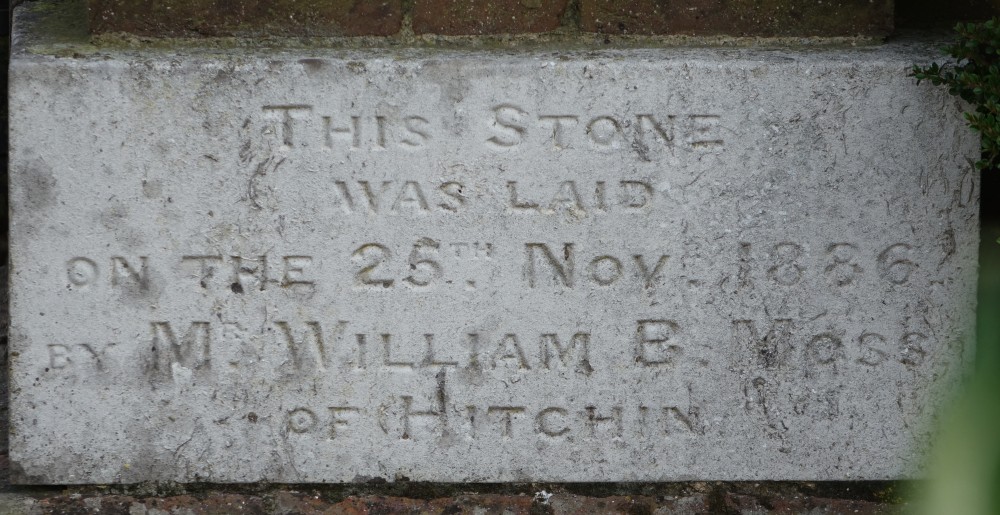 THIS STONE
WAS LAID
ON THE 25TH NOV. 1886.
BY MR. WILLIAM B. MOSS
OF HITCHIN